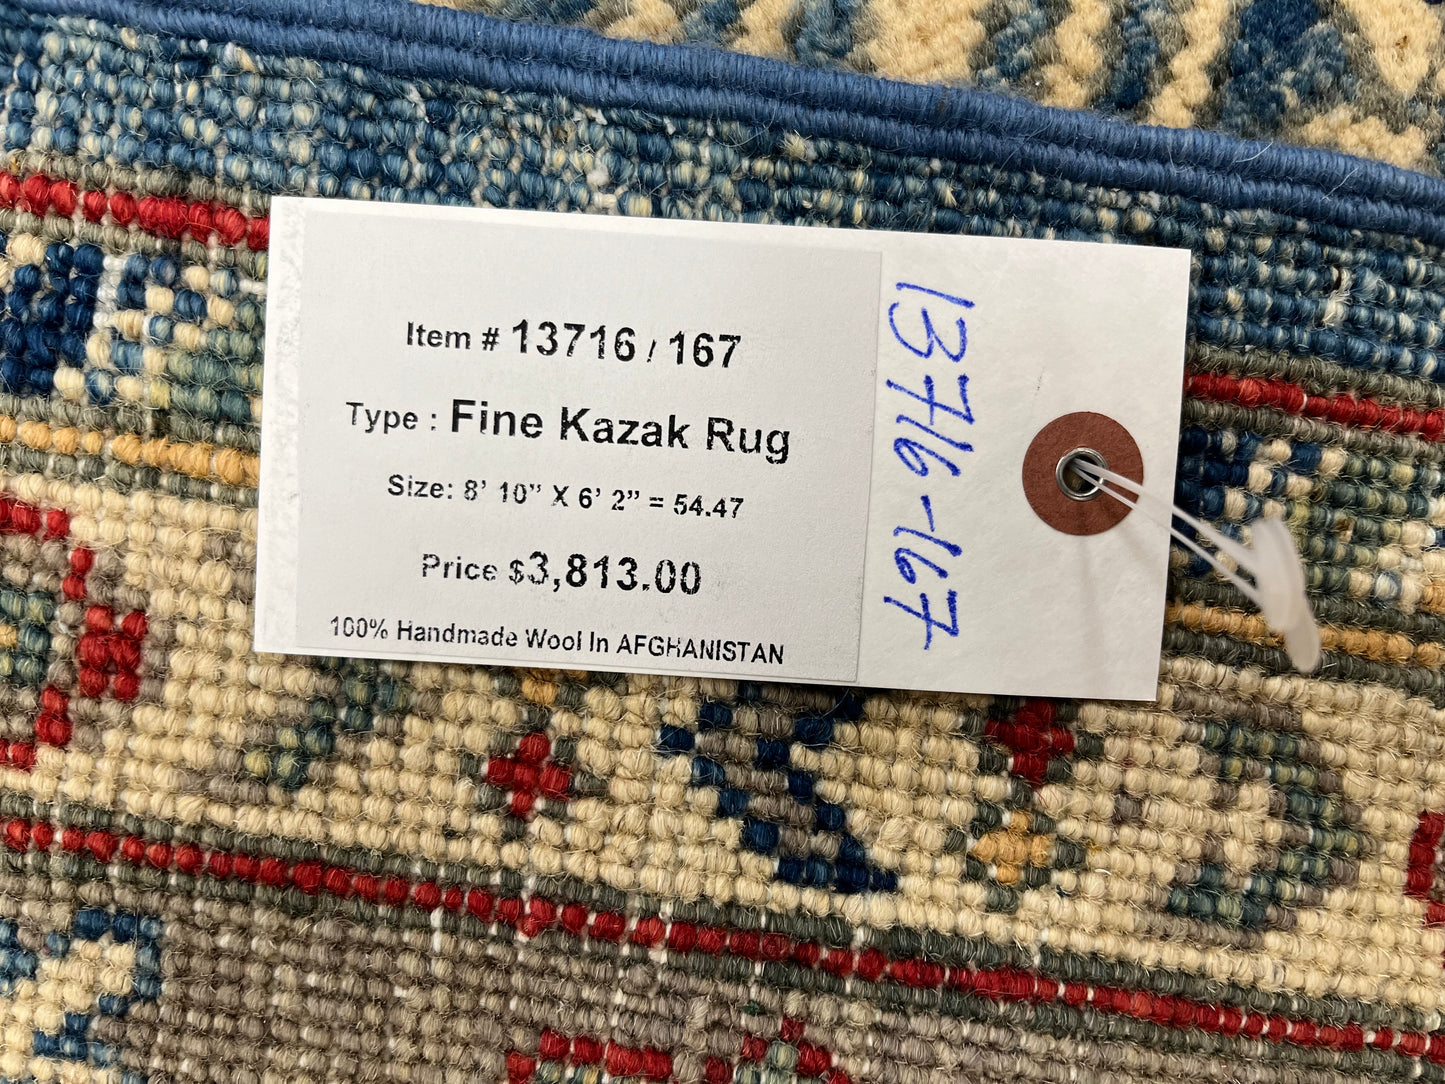 Item # 13716 / 167
Type : Fine Kazak Rug
Size: 8’ 10” X 6’ 2” = 54.47
Price $3,813.00
100% Handmade Wool In AFGHANISTAN
13716-167